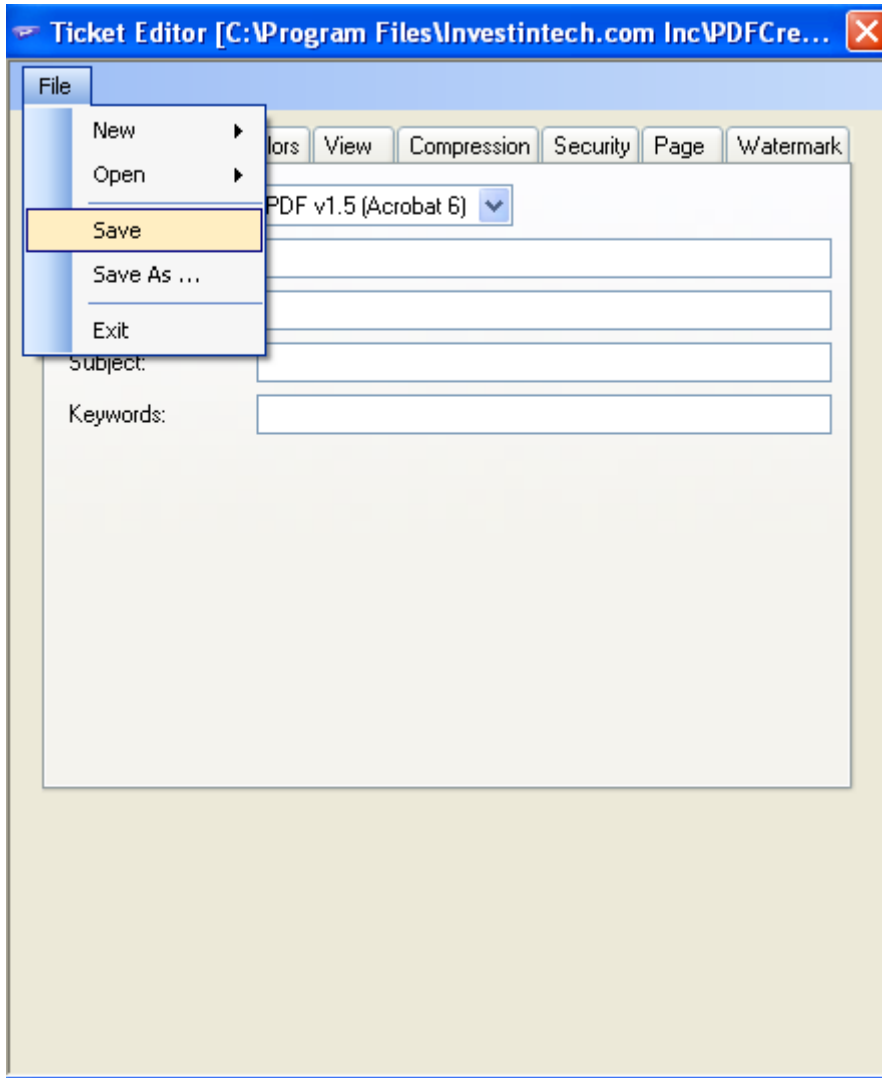 Ticket Editor [C:\Program Files\Investintech.com Inc\PDFCre...
File
New
Open
Save
Save As ...
Exit
lors View Compression Security Page Watermark
PDF v1.5 (Acrobat 6)
Subject:
Keywords: